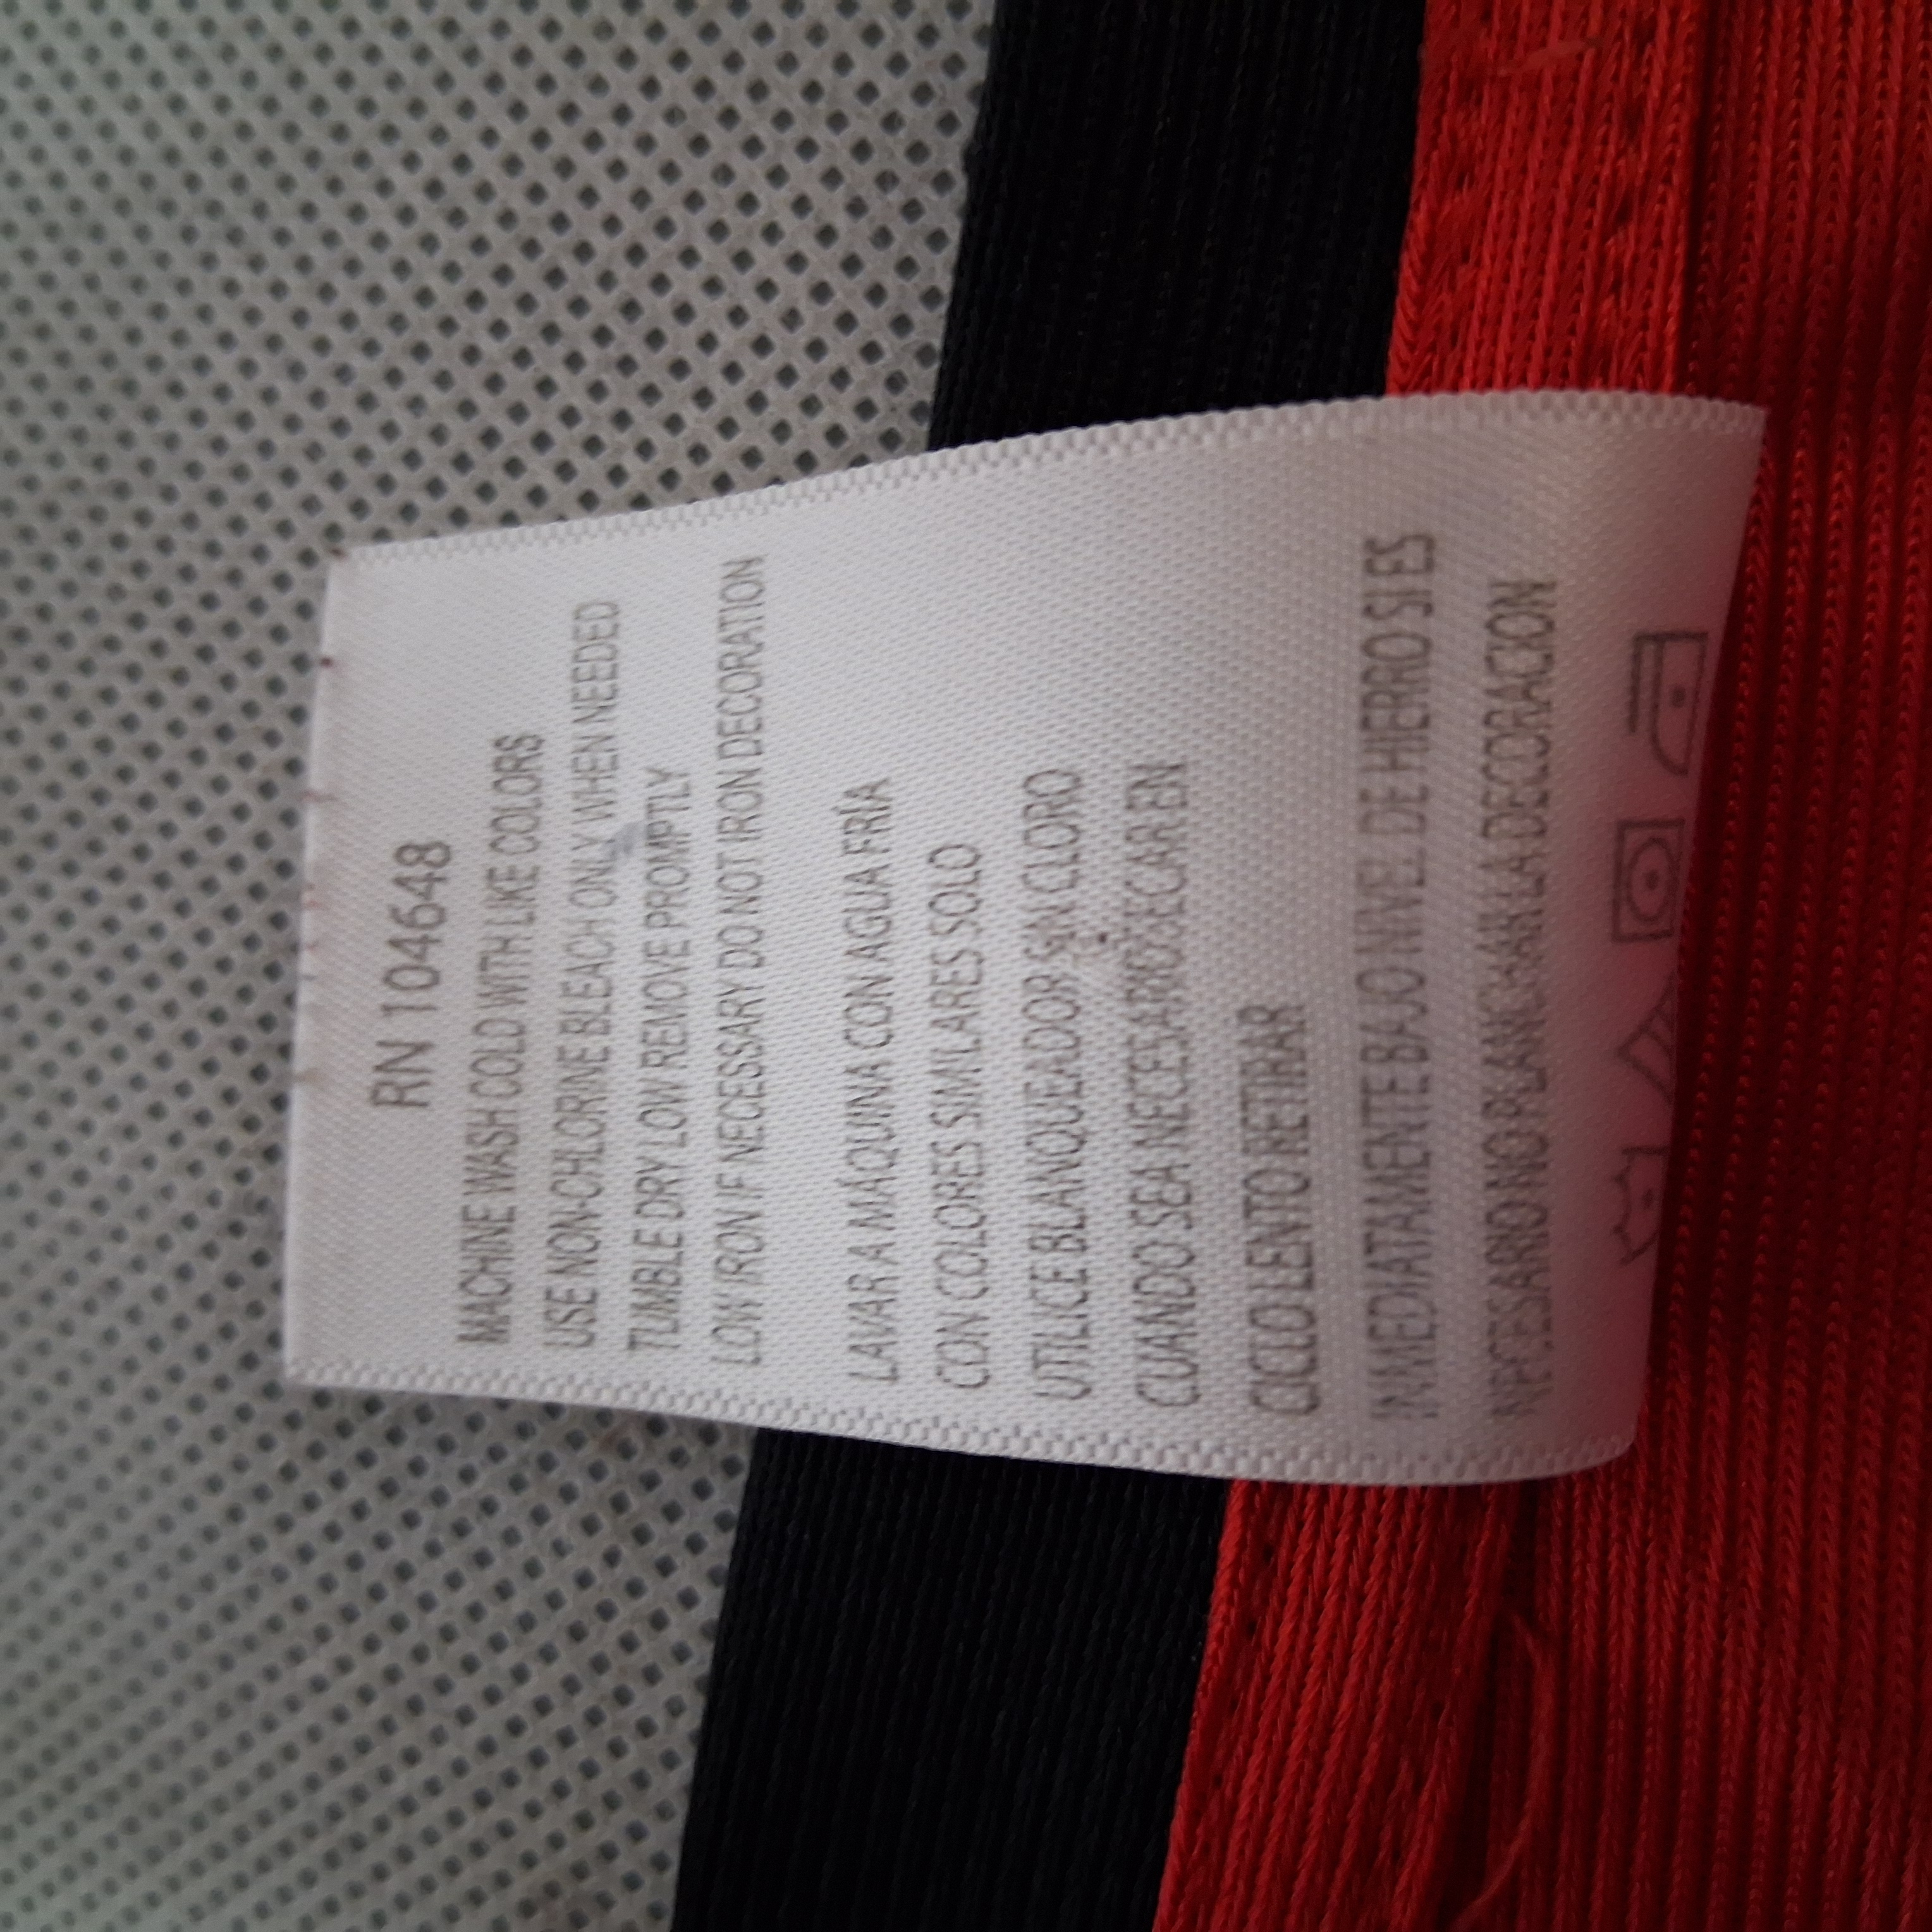 RN 104648
MACHINE WASH COLD WITH LIKE COLORS
USE NON-CHLORINE BLEACH ONLY WHEN NEEDED
TUMBLE DRY LOW REMOVE PROMPTLY
LOW IRON IF NECESSARY DO NOT IRON DECORATION
LAVAR A MÁQUINA CON AGUA FRÍA
CON COLORES SIMILARES SOLO
UTILICE BLANQUEADOR SIN CLORO
CUANDO SEA NECESARIO SECAR EN
CICLO LENTO RETIRAR
INMEDIATAMENTE BAJO NIVEL DE HIERRO SI ES
NECESARIO NO PLANCHAR LA DECORACION